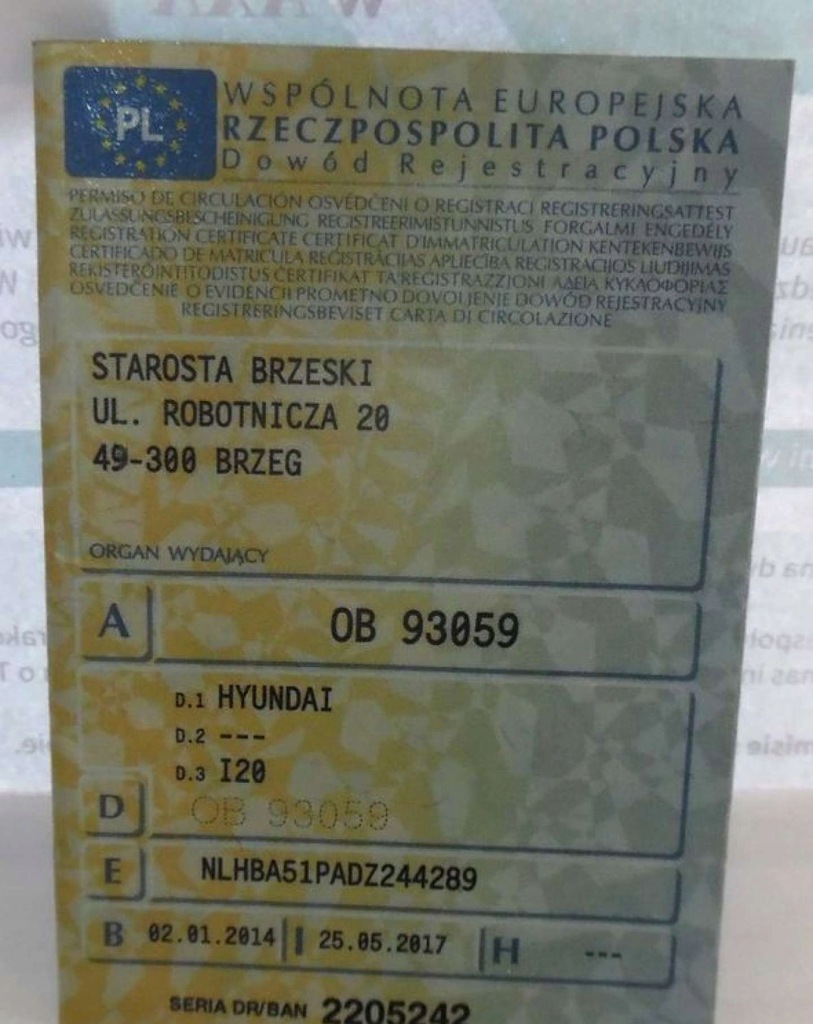 PL
WSPÓLNOTA EUROPEJSKA
RZECZPOSPOLITA POLSKA
Dowód Rejestracyjny
PERMISO DE CIRCULACIÓN OSVĚDČENÍ O REGISTRACI REGISTRERINGSATTEST
ZULASSUNGSBESCHEINIGUNG REGISTREERIMISTUNNISTUS FORGALMI ENGEDÉLY
REGISTRATION CERTIFICATE CERTIFICAT D'IMMATRICULATION KENTEKENBEWIJS
CERTIFICADO DE MATRICULA REĢISTRĀCIJAS APLIECĪBA REGISTRACIJOS LIUDIJIMAS
REKISTERÖINTITODISTUS CERTIFIKAT TA'REGISTRAZZJONI ΑΔΕΙΑ ΚΥΚΛΟΦΟΡΙΑΣ
OSVEDČENIE O EVIDENCII PROMETNO DOVOLJENJE DOWÓD REJESTRACYJNY
REGISTRERINGSBEVISET CARTA DI CIRCOLAZIONE
STAROSTA BRZESKI
UL. ROBOTNICZA 20
49-300 BRZEG
ORGAN WYDAJĄCY
A OB 93059
D.1 HYUNDAI
D.2 ---
D.3 I20
D OB 93059
E NLHBA51PADZ244289
B 02.01.2014 I 25.05.2017 H ---
SERIA DR/BAN 2205242